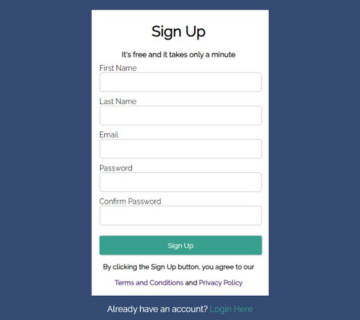 Sign Up
It's free and it takes only a minute
First Name
Last Name
Email
Password
Confirm Password
Sign Up
By clicking the Sign Up button, you agree to our
Terms and Conditions and Privacy Policy
Already have an account? Login Here